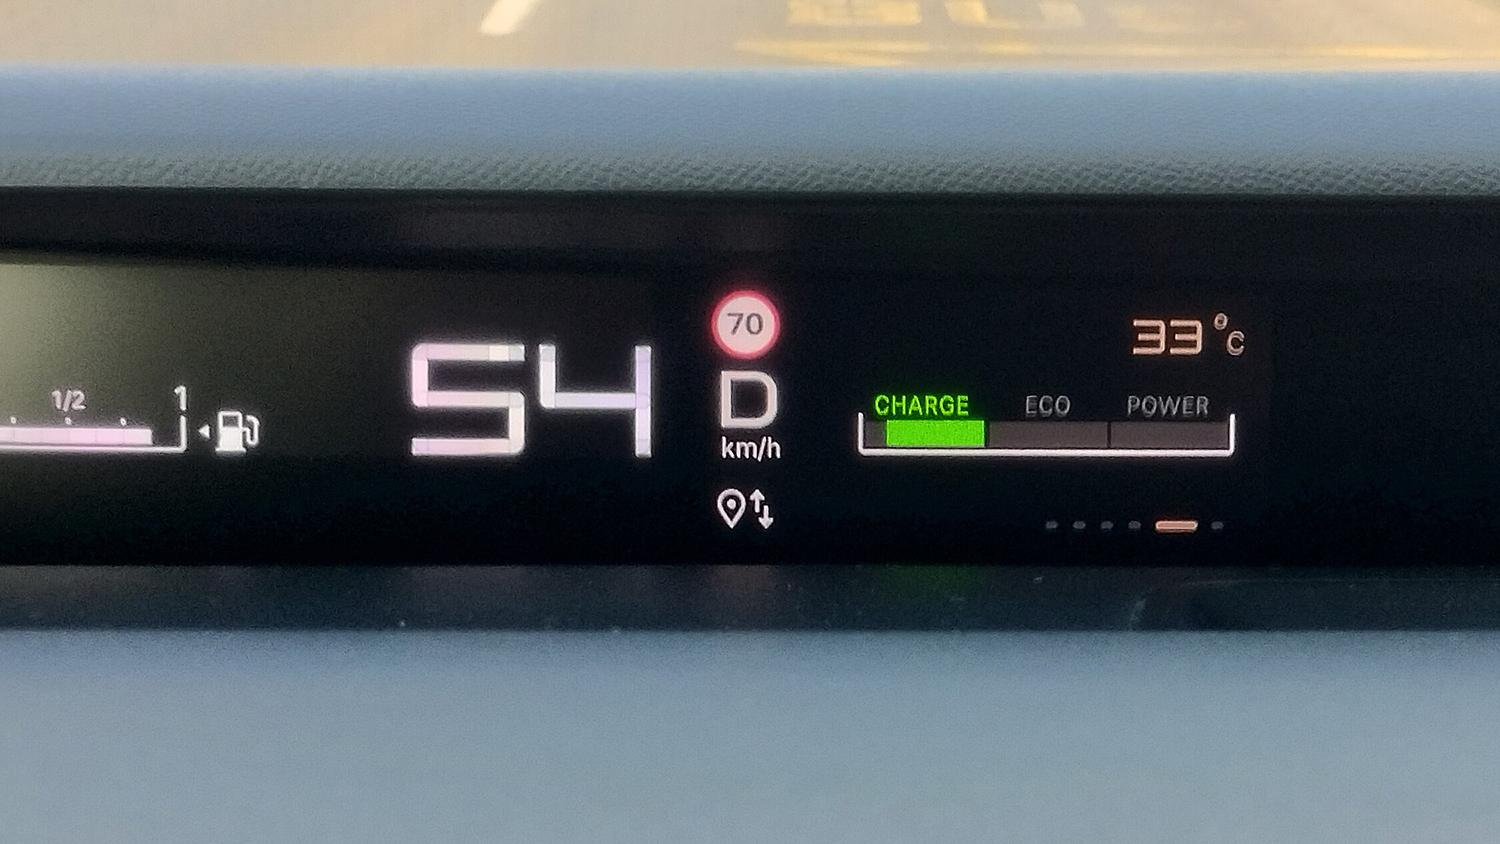 70
33°C
1/2 1
54
D
CHARGE ECO POWER
km/h